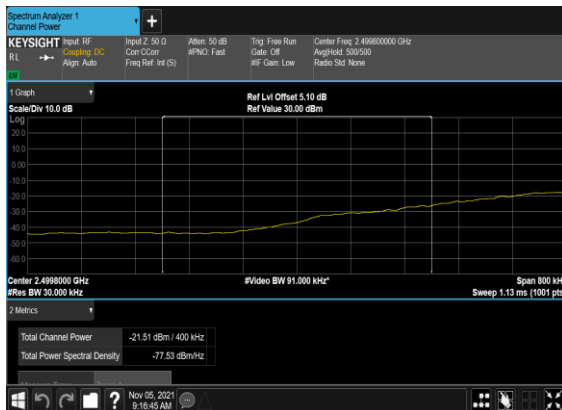 Spectrum Analyzer 1
Channel Power
KEYSIGHT
RL
Input: RF
Coupling: DC
Align: Auto
Input Z: 50 Ω
Corr CCorr
Freq Ref: Int (S)
Atten: 50 dB
#PNO: Fast
Trig: Free Run
Gate: Off
#IF Gain: Low
Center Freq: 2.499800000 GHz
Avg|Hold: 500/500
Radio Std: None
1 Graph
Scale/Div 10.0 dB
Ref Lvl Offset 5.10 dB
Ref Value 30.00 dBm
Log
20.0
10.0
0.00
-10.0
-20.0
-30.0
-40.0
-50.0
-60.0
Center 2.4998000 GHz
#Res BW 30.000 kHz
#Video BW 91.000 kHz*
Span 800 kH
Sweep 1.13 ms (1001 pts
2 Metrics
Total Channel Power
-21.51 dBm / 400 kHz
Total Power Spectral Density
-77.53 dBm/Hz
Nov 05, 2021
9:16:45 AM